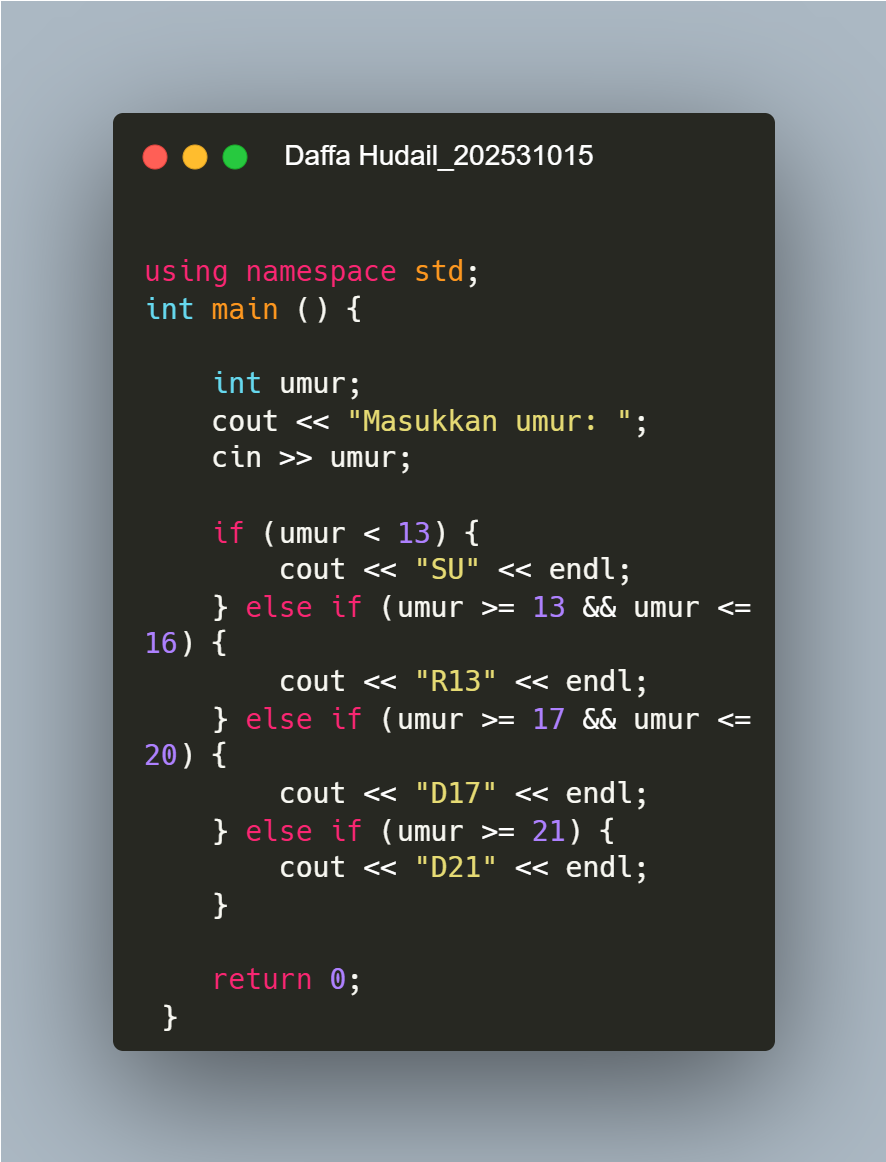 Daffa Hudail_202531015
using namespace std;
int main () {
    int umur;
    cout << "Masukkan umur: ";
    cin >> umur;
    if (umur < 13) {
        cout << "SU" << endl;
    } else if (umur >= 13 && umur <=
16) {
        cout << "R13" << endl;
    } else if (umur >= 17 && umur <=
20) {
        cout << "D17" << endl;
    } else if (umur >= 21) {
        cout << "D21" << endl;
    }
    return 0;
 }